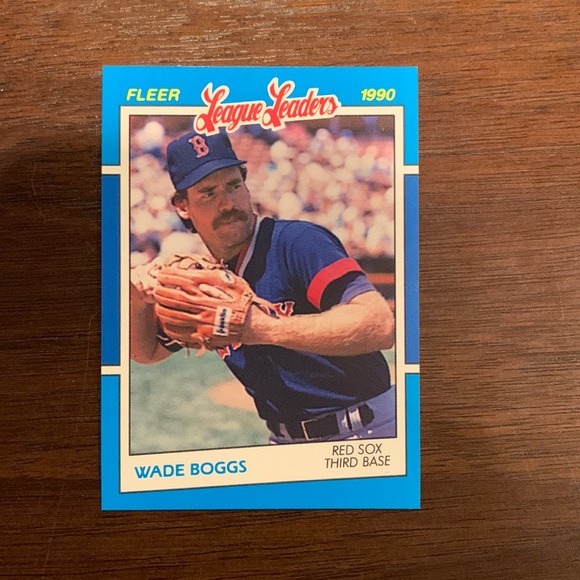 FLEER League Leaders 1990
B
WADE BOGGS
RED SOX
THIRD BASE